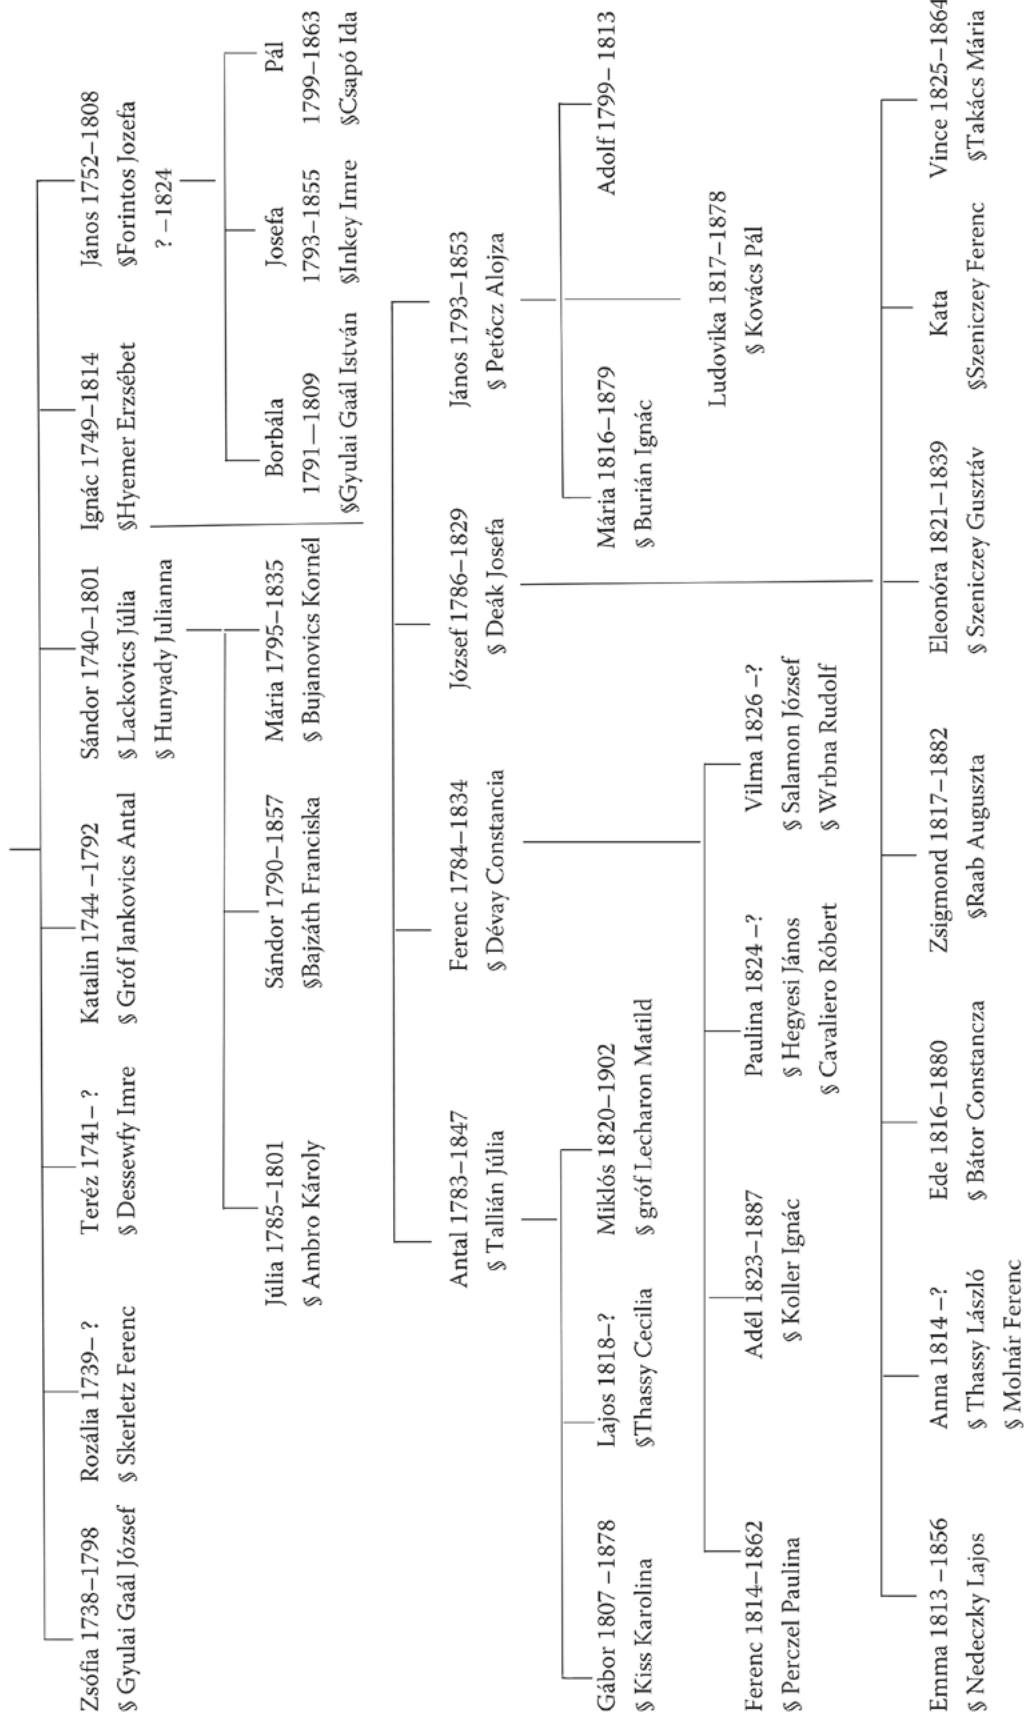 Zsófia 1738–1798
§ Gyulai Gaál József
Rozália 1739– ?
§ Skerletz Ferenc
Teréz 1741– ?
§ Dessewfy Imre
Katalin 1744 –1792
§ Gróf Jankovics Antal
Sándor 1740–1801
§ Lackovics Júlia
§ Hunyady Julianna
Ignác 1749–1814
§Hyemer Erzsébet
János 1752–1808
§Forintos Jozefa
? –1824
Júlia 1785–1801
§ Ambro Károly
Sándor 1790–1857
§Bajzáth Franciska
Mária 1795–1835
§ Bujanovics Kornél
Borbála
1791—1809
§Gyulai Gaál István
Josefa
1793–1855
§Inkey Imre
Pál
1799–1863
§Csapó Ida
Antal 1783–1847
§ Tallián Júlia
Ferenc 1784–1834
§ Dévay Constancia
József 1786–1829
§ Deák Josefa
János 1793–1853
§ Petőcz Alojza
Gábor 1807 –1878
§ Kiss Karolina
Lajos 1818–?
§Thassy Cecilia
Miklós 1820–1902
§ gróf Lecharon Matild
Mária 1816–1879
§ Burián Ignác
Adolf 1799– 1813
Ludovika 1817–1878
§ Kovács Pál
Ferenc 1814–1862
§ Perczel Paulina
Adél 1823–1887
§ Koller Ignác
Paulina 1824 –?
§ Hegyesi János
§ Cavaliero Róbert
Vilma 1826 –?
§ Salamon József
§ Wrbna Rudolf
Emma 1813 –1856
§ Nedeczky Lajos
Anna 1814 –?
§ Thassy László
§ Molnár Ferenc
Ede 1816–1880
§ Bátor Constancza
Zsigmond 1817–1882
§Raab Auguszta
Eleonóra 1821–1839
§ Szeniczey Gusztáv
Kata
§Szeniczey Ferenc
Vince 1825–1864
§Takács Mária